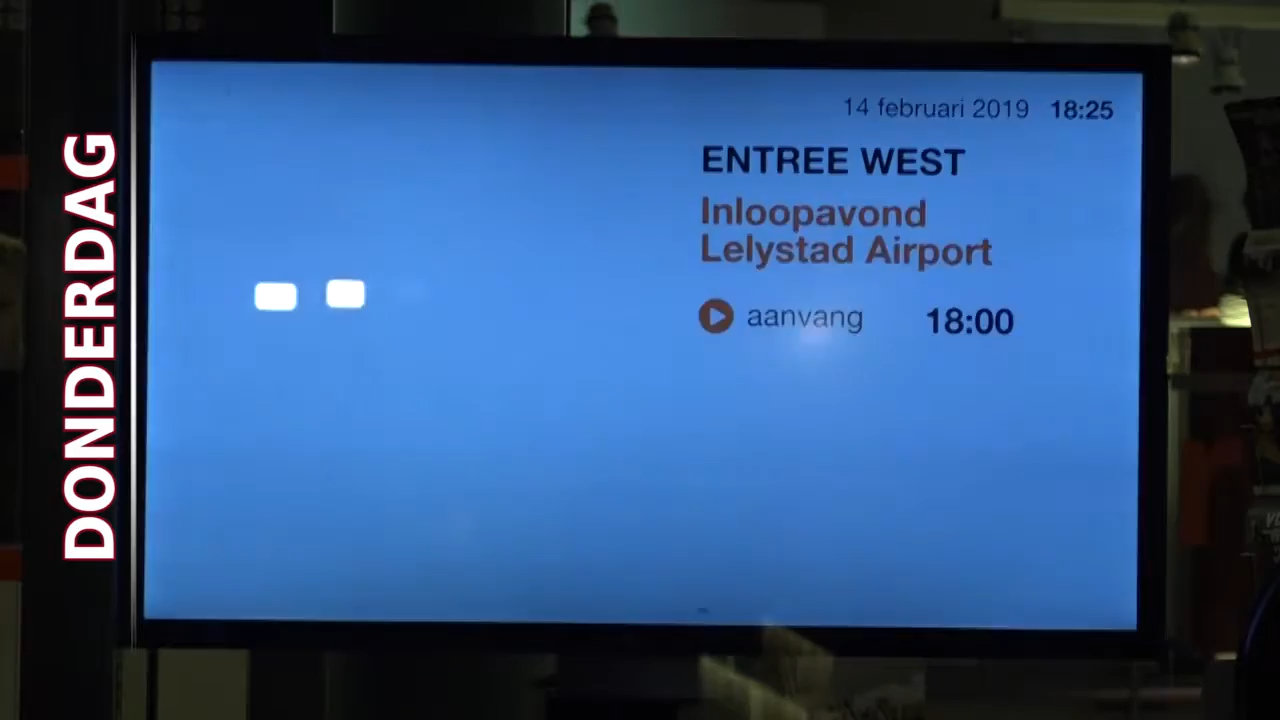 DONDERDAG
14 februari 2019 18:25
ENTREE WEST
Inloopavond
Lelystad Airport
aanvang 18:00